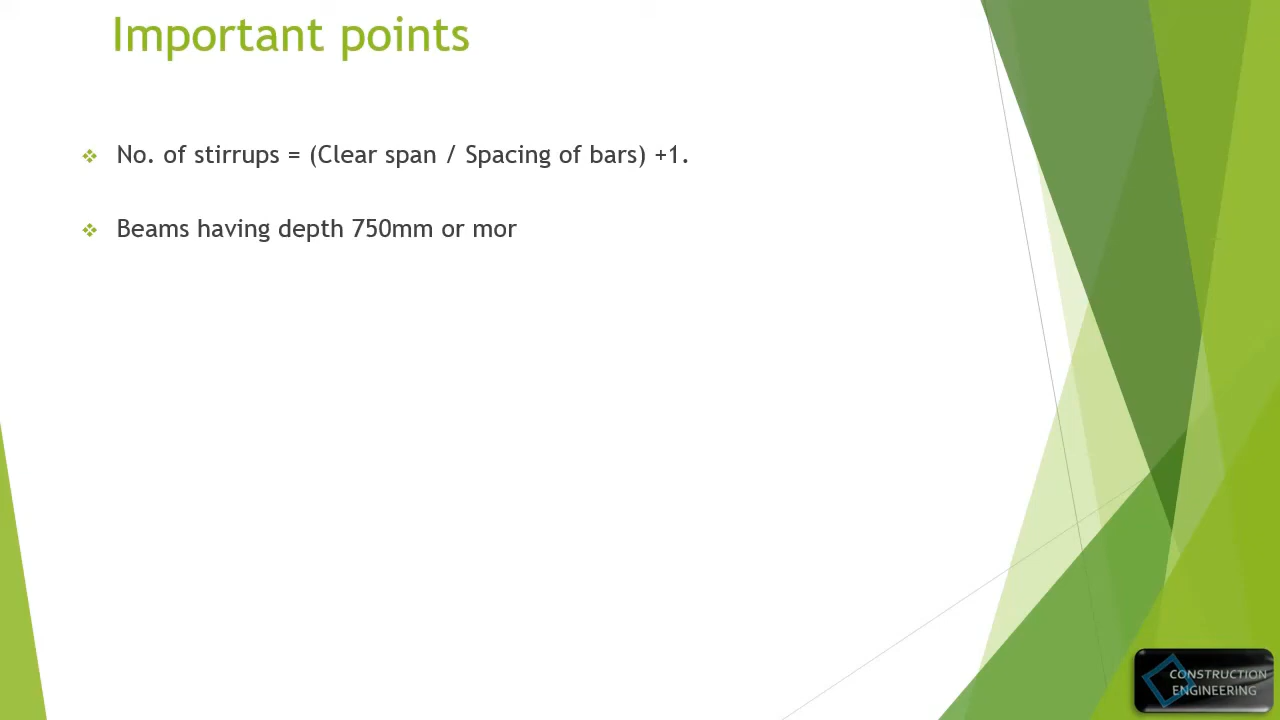 Important points
No. of stirrups = (Clear span / Spacing of bars) +1.
Beams having depth 750mm or mor
CONSTRUCTION
ENGINEERING